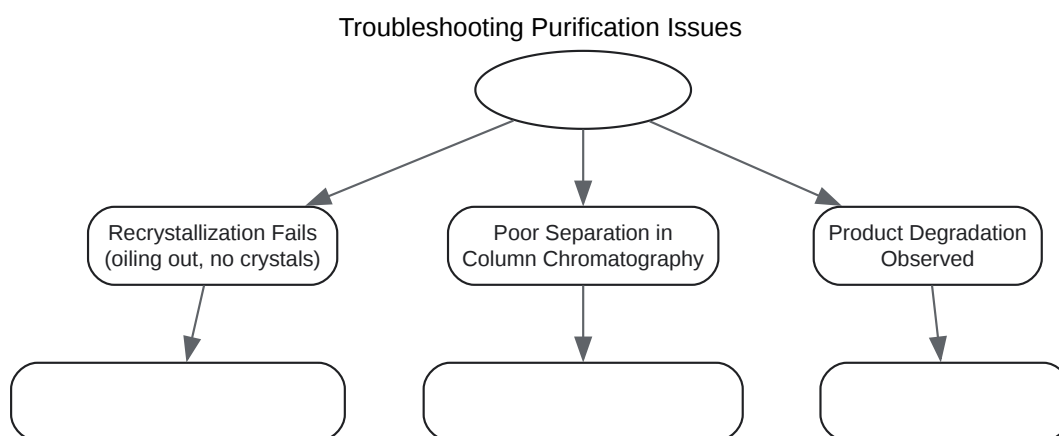 Troubleshooting Purification Issues
Recrystallization Fails
(oiling out, no crystals)
Poor Separation in
Column Chromatography
Product Degradation
Observed